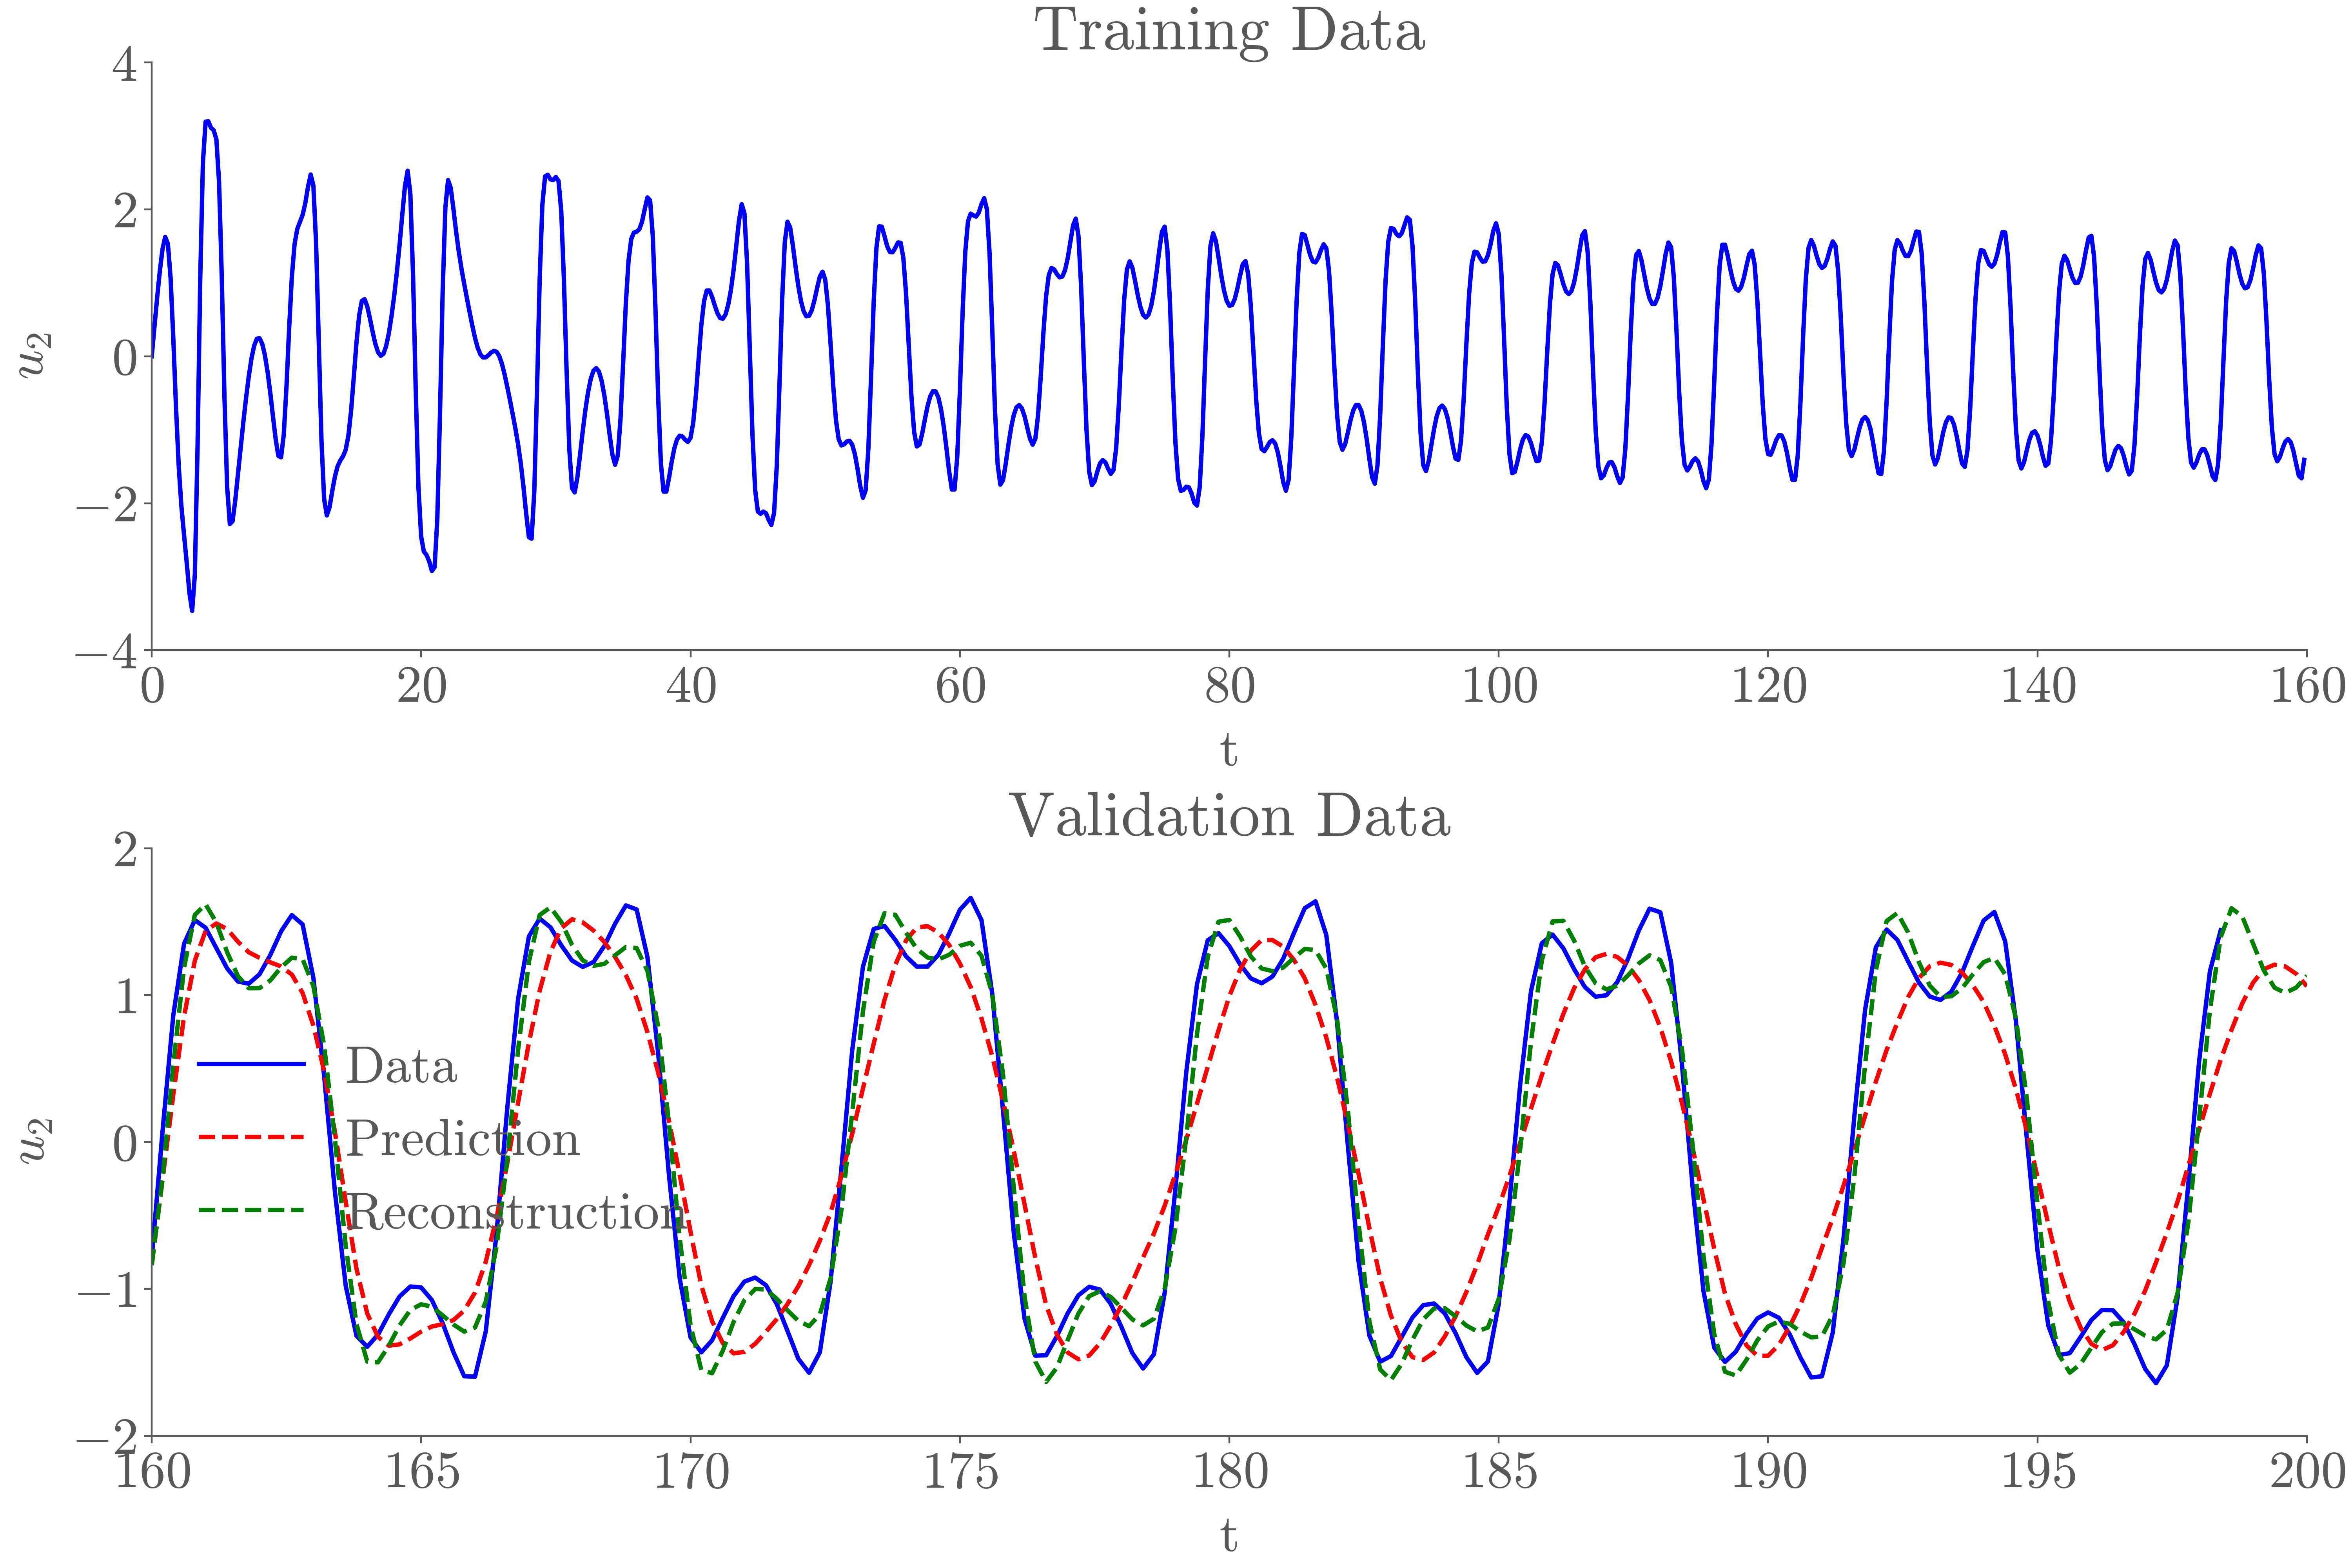 Training Data
4
2
0
−2
−4
u₂
0 20 40 60 80 100 120 140 160
t
Validation Data
2
1
0
−1
−2
u₂
Data
Prediction
Reconstruction
160 165 170 175 180 185 190 195 200
t